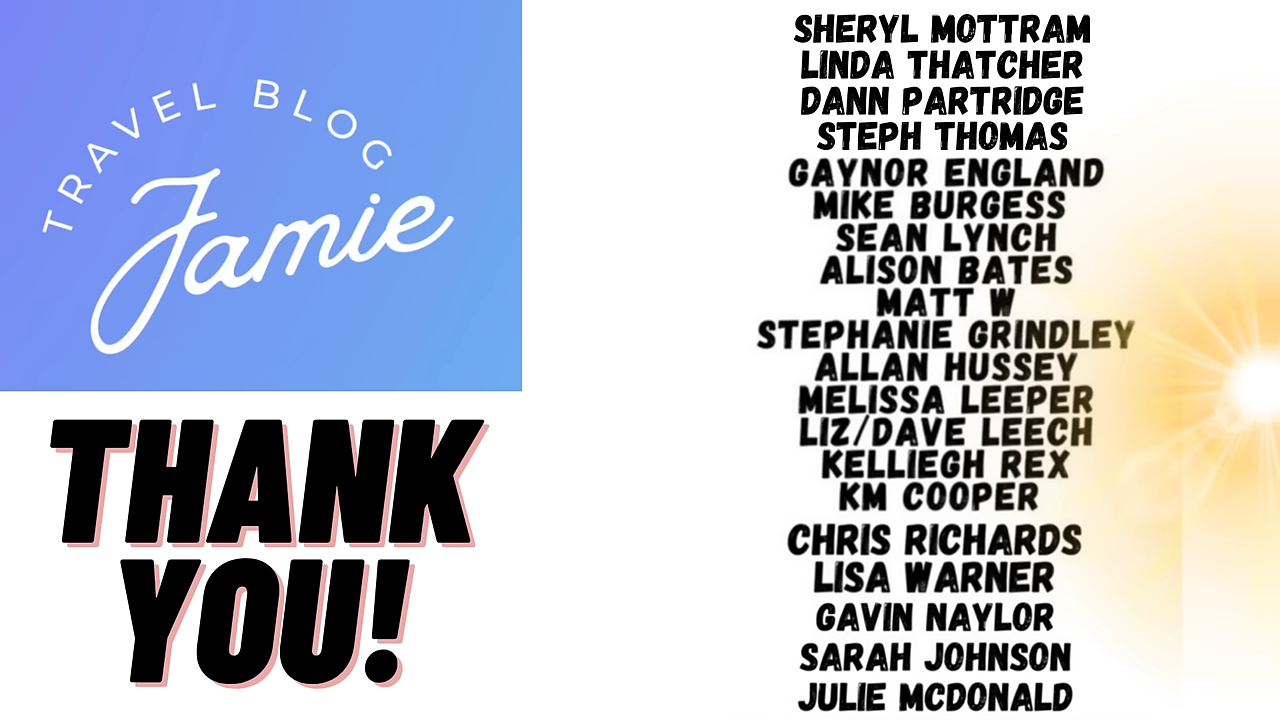 TRAVEL BLOG
Jamie
THANK
YOU!
SHERYL MOTTRAM
LINDA THATCHER
DANN PARTRIDGE
STEPH THOMAS
GAYNOR ENGLAND
MIKE BURGESS
SEAN LYNCH
ALISON BATES
MATT W
STEPHANIE GRINDLEY
ALLAN HUSSEY
MELISSA LEEPER
LIZ/DAVE LEECH
KELLIEGH REX
KM COOPER
CHRIS RICHARDS
LISA WARNER
GAVIN NAYLOR
SARAH JOHNSON
JULIE MCDONALD